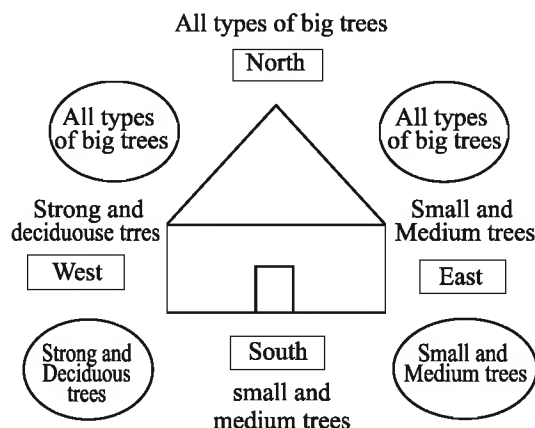 All types of big trees
North
All types
of big trees
All types
of big trees
Strong and
deciduouse trres
Small and
Medium trees
West
East
Strong and
Deciduous
trees
South
Small and
Medium trees
small and
medium trees